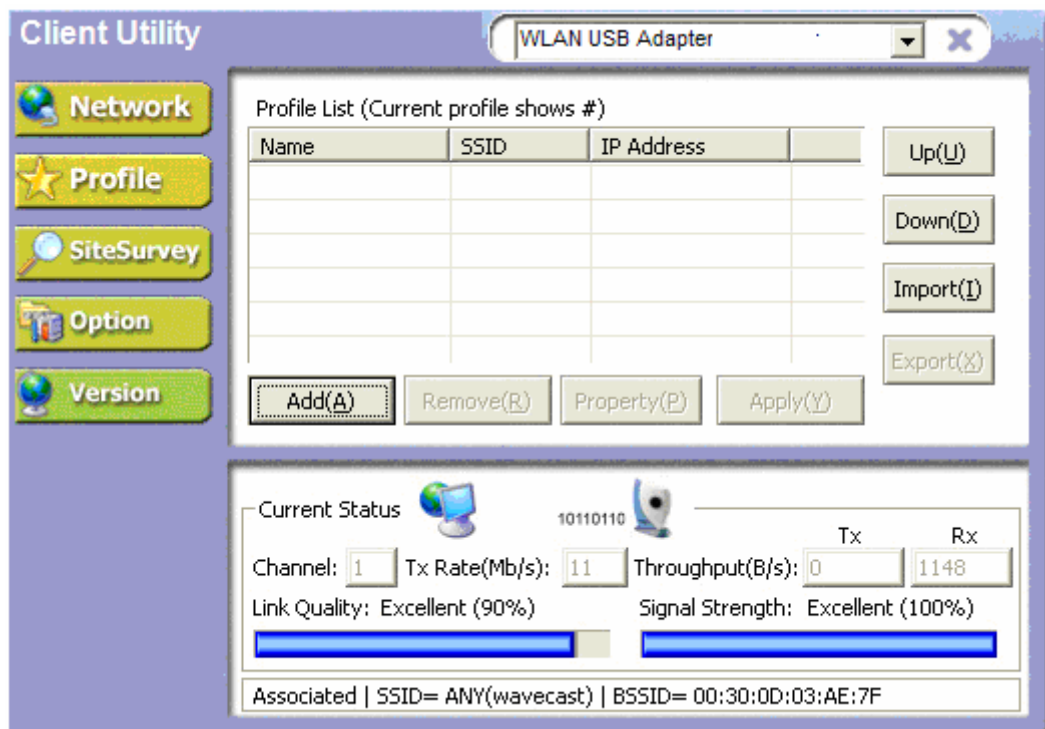 Client Utility
WLAN USB Adapter
Network
Profile
SiteSurvey
Option
Version
Profile List (Current profile shows #)
Name SSID IP Address
Up(U)
Down(D)
Import(I)
Export(X)
Add(A) Remove(R) Property(P) Apply(Y)
Current Status 10110110
Tx Rx
Channel: 1 Tx Rate(Mb/s): 11 Throughput(B/s): 0 1148
Link Quality: Excellent (90%) Signal Strength: Excellent (100%)
Associated | SSID= ANY(wavecast) | BSSID= 00:30:0D:03:AE:7F